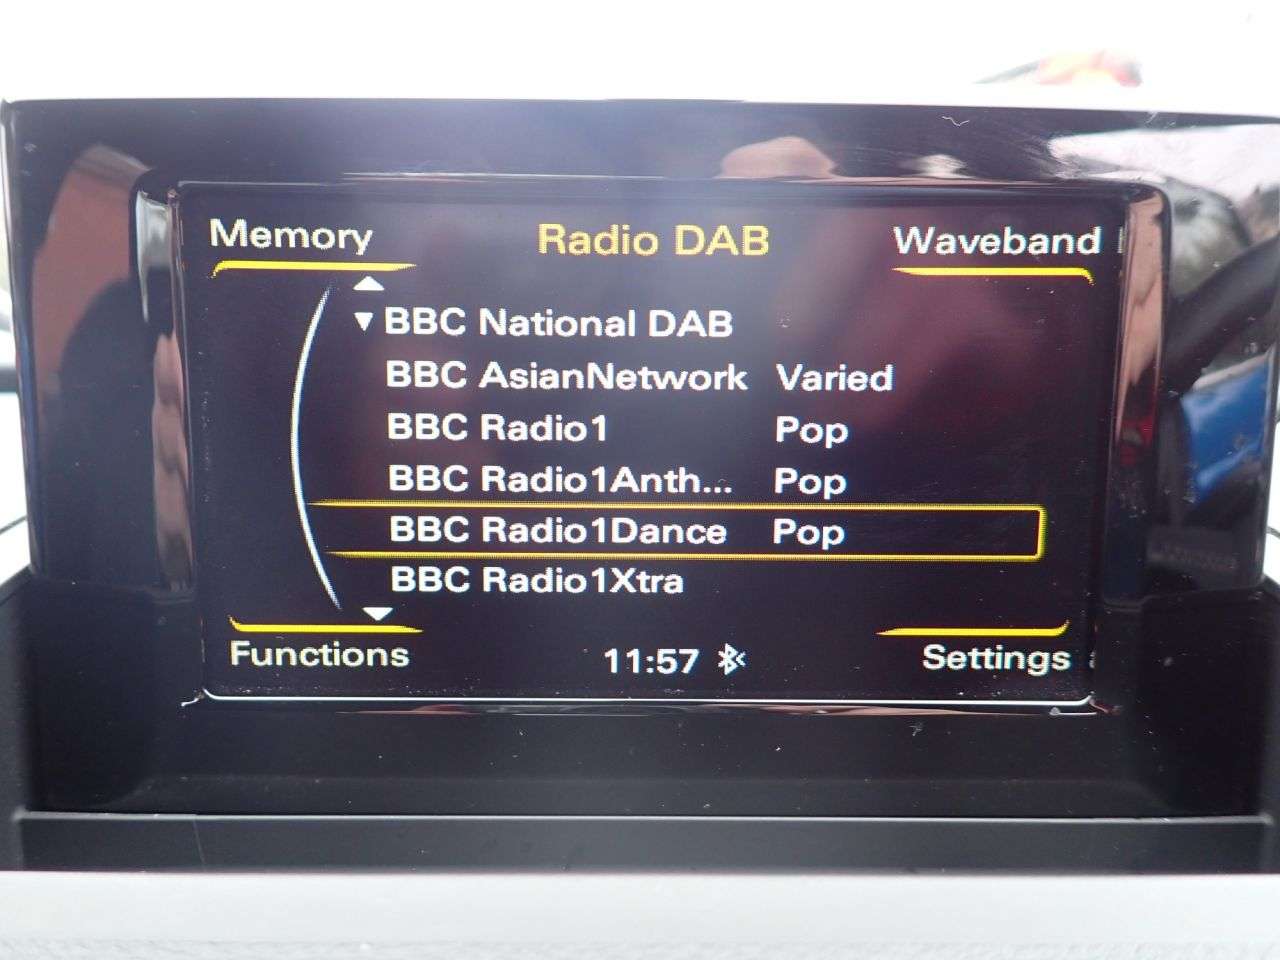 Memory Radio DAB Waveband
BBC National DAB
BBC AsianNetwork Varied
BBC Radio1 Pop
BBC Radio1Anth... Pop
BBC Radio1Dance Pop
BBC Radio1Xtra
Functions 11:57 Settings